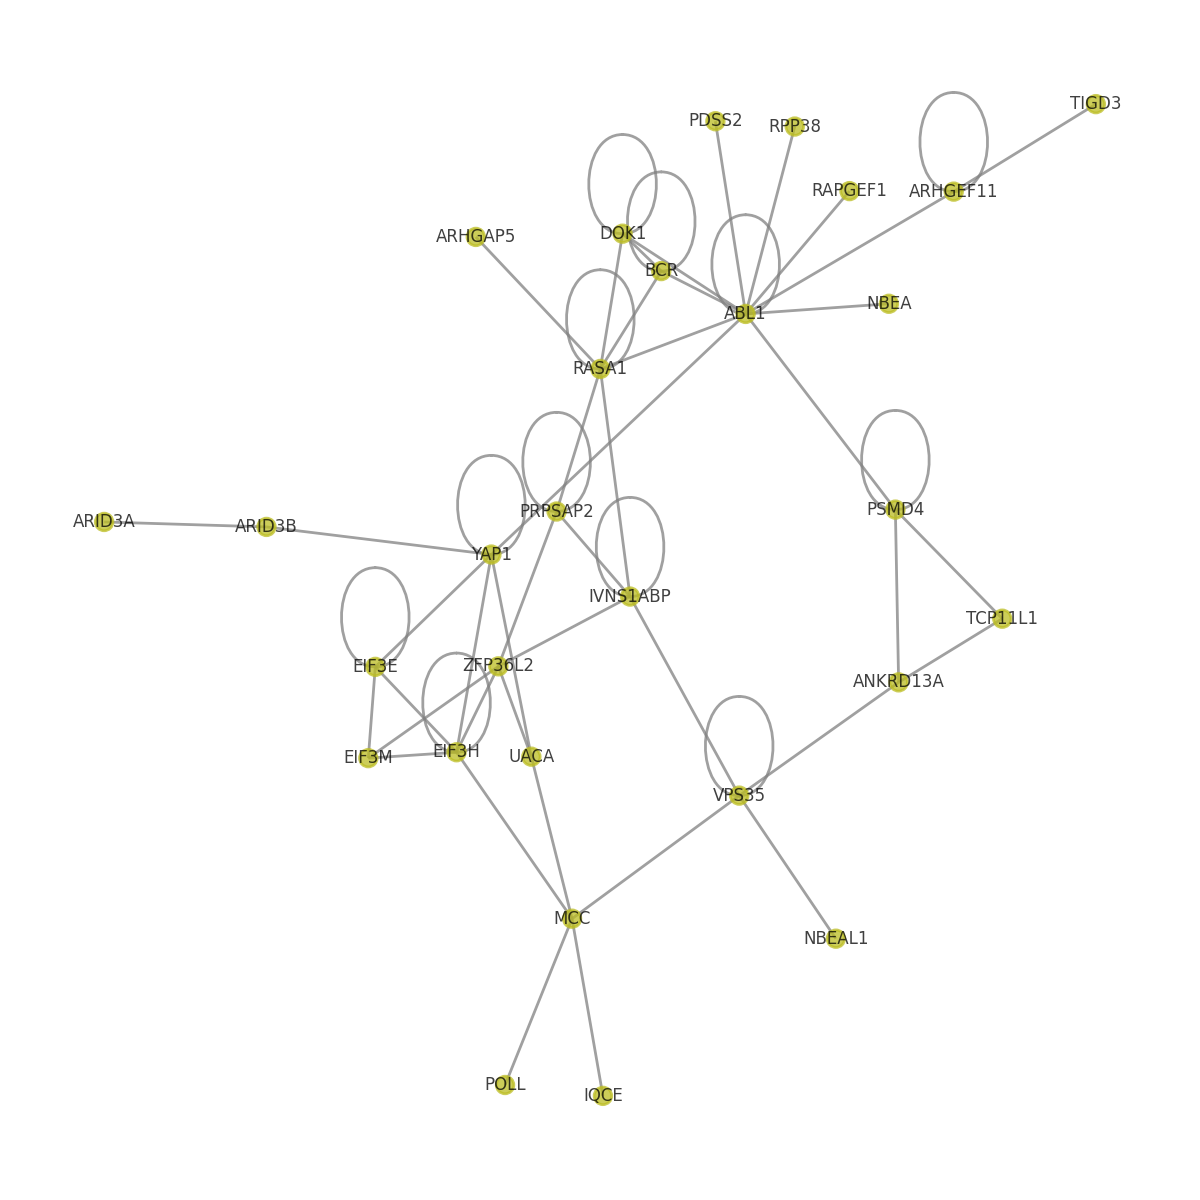 TIGD3
PDSS2
RPP38
RAPGEF1
ARHGEF11
DOK1
ARHGAP5
BCR
NBEA
ABL1
RASA1
PRPSAP2
PSMD4
ARID3A
ARID3B
YAP1
IVNS1ABP
TCP11L1
EIF3E
ZFP36L2
ANKRD13A
EIF3M
EIF3H
UACA
VPS35
MCC
NBEAL1
POLL
IQCE